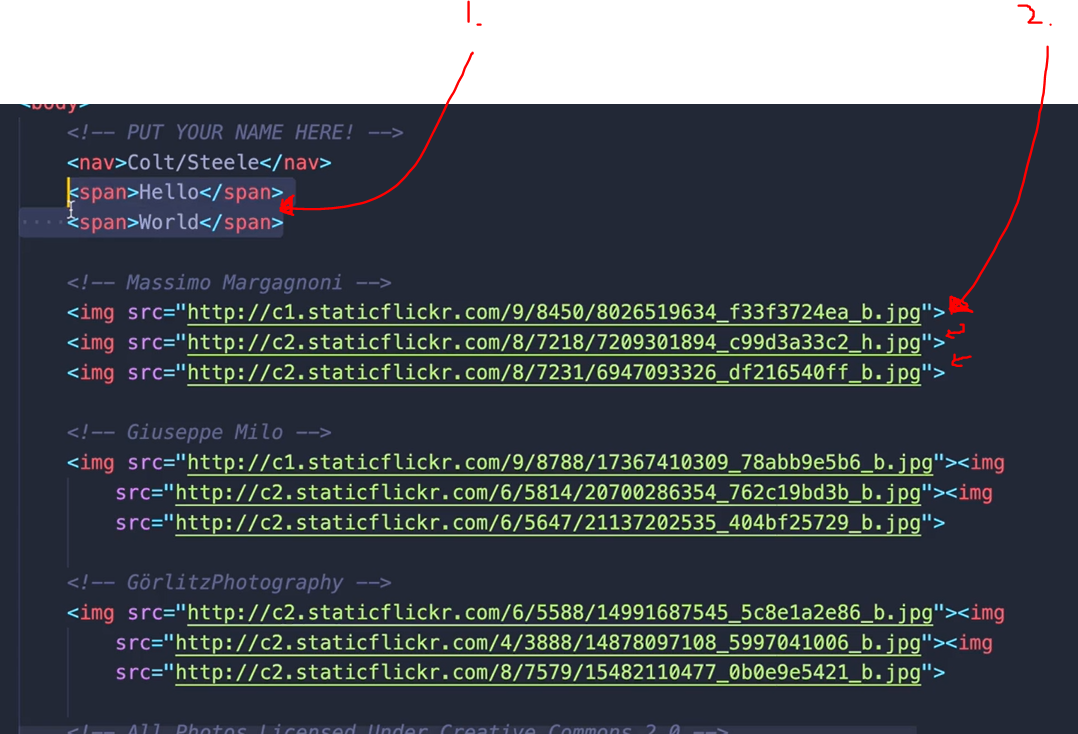 1.
2.
<body>
<!-- PUT YOUR NAME HERE! -->
<nav>Colt/Steele</nav>
<span>Hello</span>
<span>World</span>
<!-- Massimo Margagnoni -->
<img src="http://c1.staticflickr.com/9/8450/8026519634_f33f3724ea_b.jpg">
<img src="http://c2.staticflickr.com/8/7218/7209301894_c99d3a33c2_h.jpg">
<img src="http://c2.staticflickr.com/8/7231/6947093326_df216540ff_b.jpg">
<!-- Giuseppe Milo -->
<img src="http://c1.staticflickr.com/9/8788/17367410309_78abb9e5b6_b.jpg"><img
src="http://c2.staticflickr.com/6/5814/20700286354_762c19bd3b_b.jpg"><img
src="http://c2.staticflickr.com/6/5647/21137202535_404bf25729_b.jpg">
<!-- GörlitzPhotography -->
<img src="http://c2.staticflickr.com/6/5588/14991687545_5c8e1a2e86_b.jpg"><img
src="http://c2.staticflickr.com/4/3888/14878097108_5997041006_b.jpg"><img
src="http://c2.staticflickr.com/8/7579/15482110477_0b0e9e5421_b.jpg">
<!-- All Photos Licensed Under Creative Commons 2.0 -->